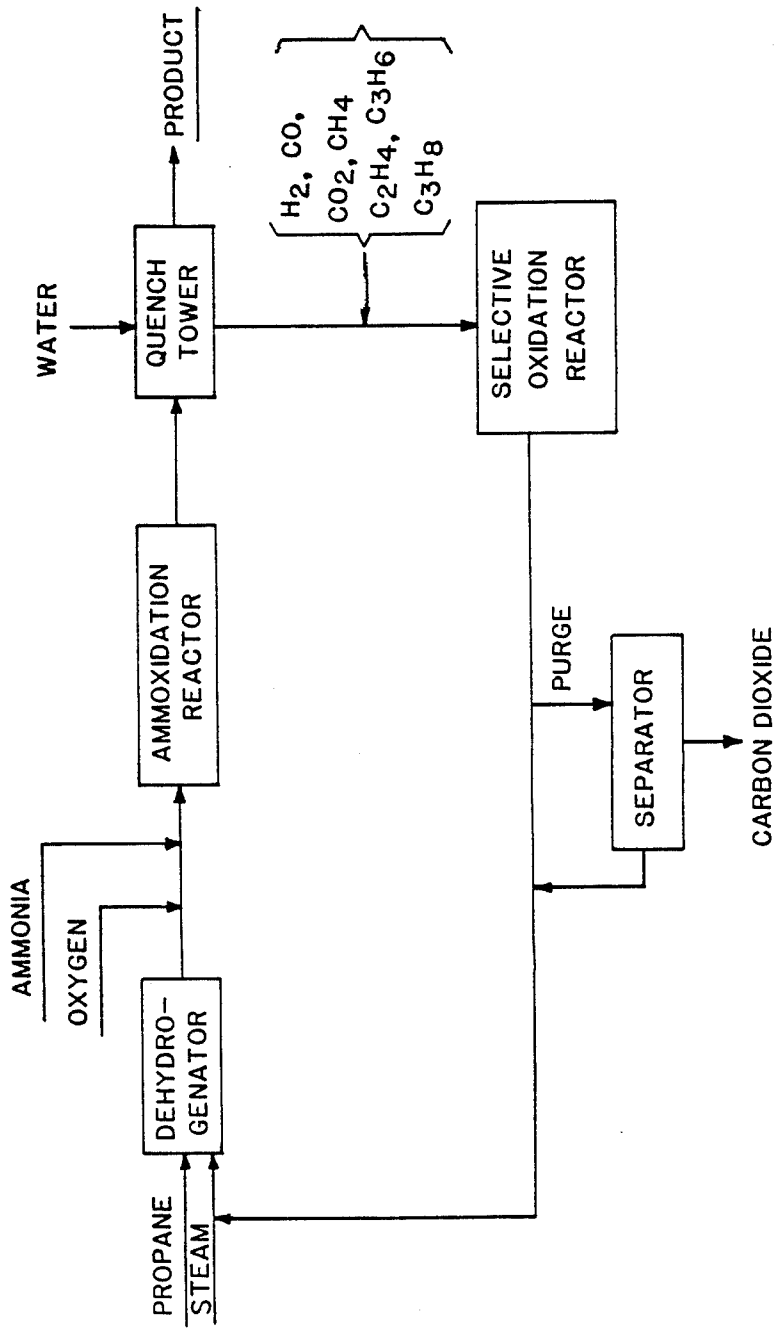 AMMONIA
OXYGEN
WATER
PROPANE
STEAM
DEHYDRO-
GENATOR
AMMOXIDATION
REACTOR
QUENCH
TOWER
PRODUCT
H2, CO,
CO2, CH4
C2H4, C3H6
C3H8
SELECTIVE
OXIDATION
REACTOR
PURGE
SEPARATOR
CARBON DIOXIDE